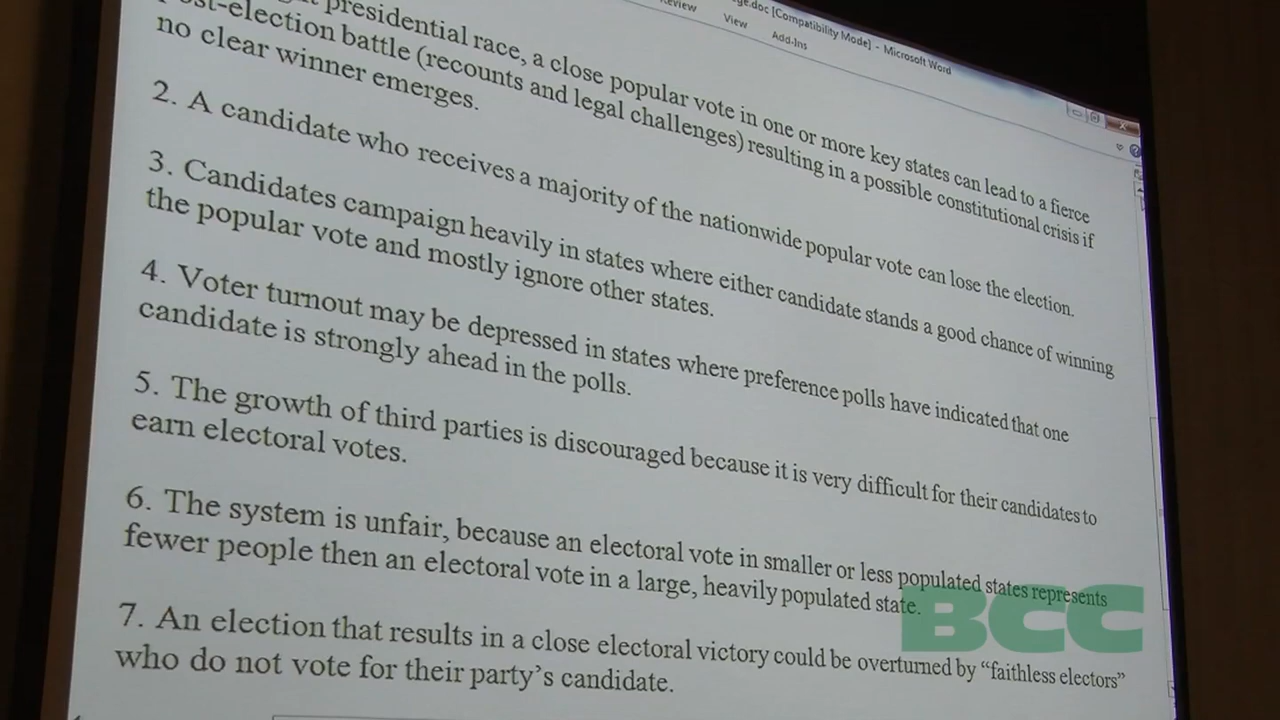 ge.doc [Compatibility Mode] - Microsoft Word
Review
View
Add-Ins
presidential race, a close popular vote in one or more key states can lead to a fierce
post-election battle (recounts and legal challenges) resulting in a possible constitutional crisis if
no clear winner emerges.
2. A candidate who receives a majority of the nationwide popular vote can lose the election.
3. Candidates campaign heavily in states where either candidate stands a good chance of winning
the popular vote and mostly ignore other states.
4. Voter turnout may be depressed in states where preference polls have indicated that one
candidate is strongly ahead in the polls.
5. The growth of third parties is discouraged because it is very difficult for their candidates to
earn electoral votes.
6. The system is unfair, because an electoral vote in smaller or less populated states represents
fewer people then an electoral vote in a large, heavily populated state.
7. An election that results in a close electoral victory could be overturned by “faithless electors”
who do not vote for their party’s candidate.
BCC